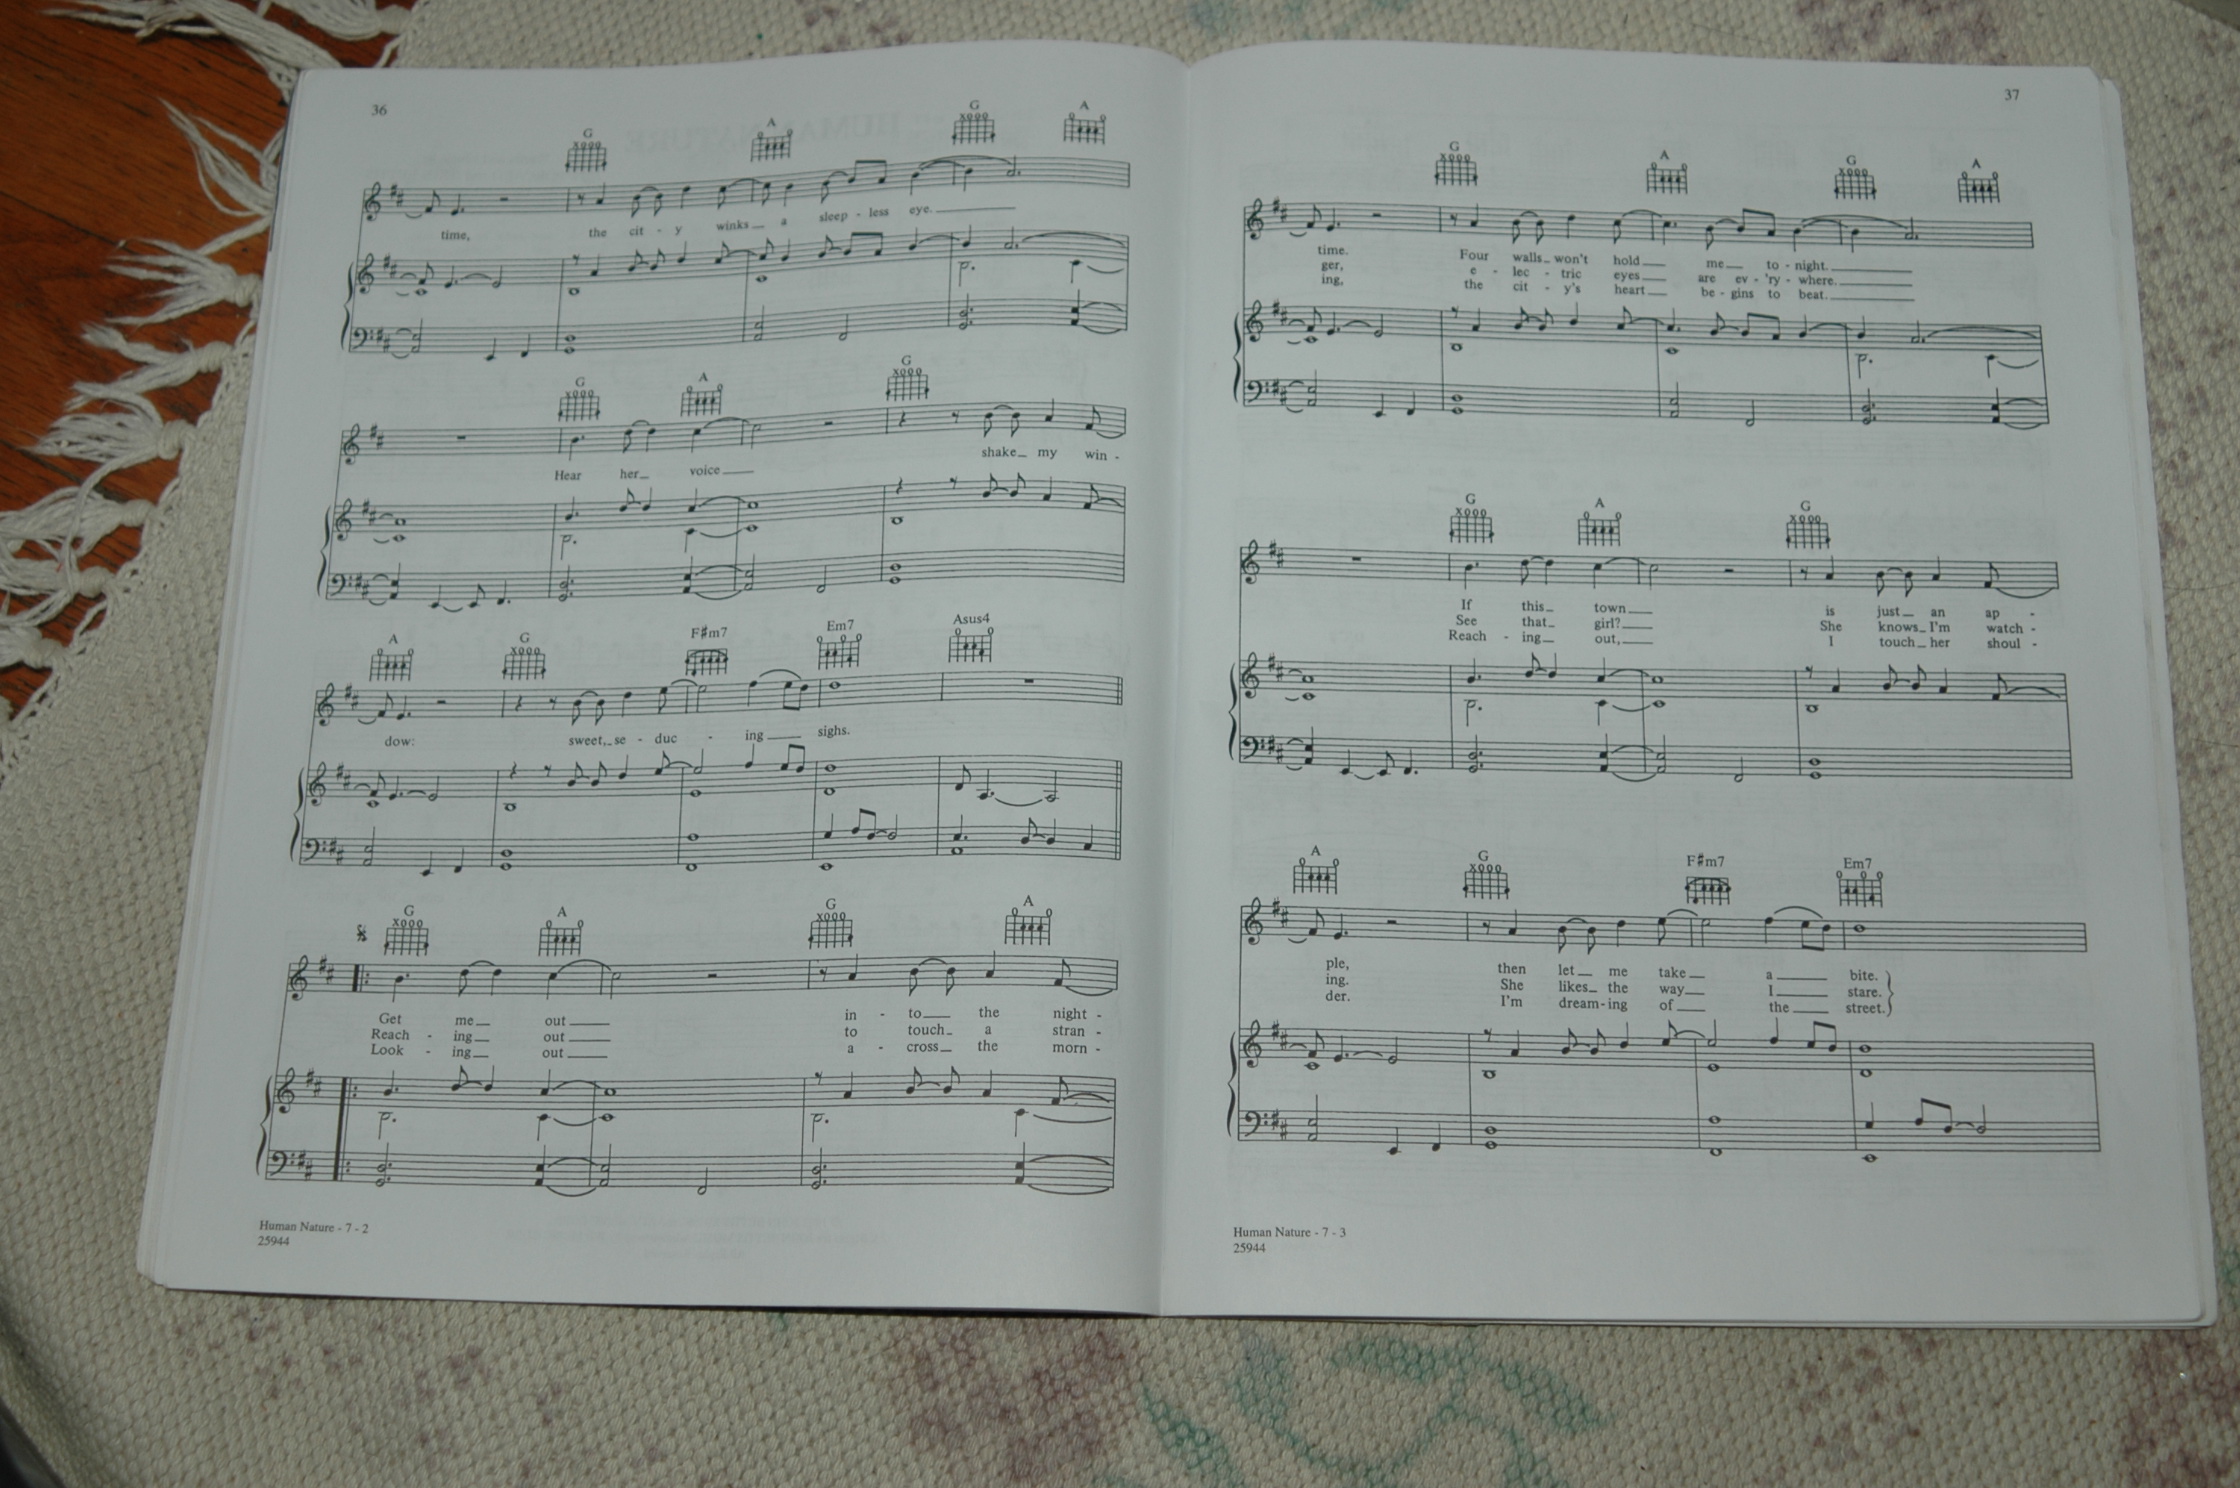 36
G A G A
time, the cit - y winks a sleep - less eye.
G A G
Hear her voice shake my win -
A G F#m7 Em7 Asus4
dow: sweet, se - duc - ing sighs.
G A G A
Get me out in - to the night -
Reach - ing out to touch a stran -
Look - ing out a - cross the morn -
Human Nature - 7 - 2
25944
37
G A G A
time. Four walls won't hold me to - night.
ger, e - lec - tric eyes are ev - 'ry - where.
ing, the cit - y's heart be - gins to beat.
G A G
If this town is just an ap -
See that girl? She knows I'm watch -
Reach - ing out, I touch her shoul -
A G F#m7 Em7
ple, then let me take a bite.
ing. She likes the way I stare.
der. I'm dream - ing of the street.
Human Nature - 7 - 3
25944